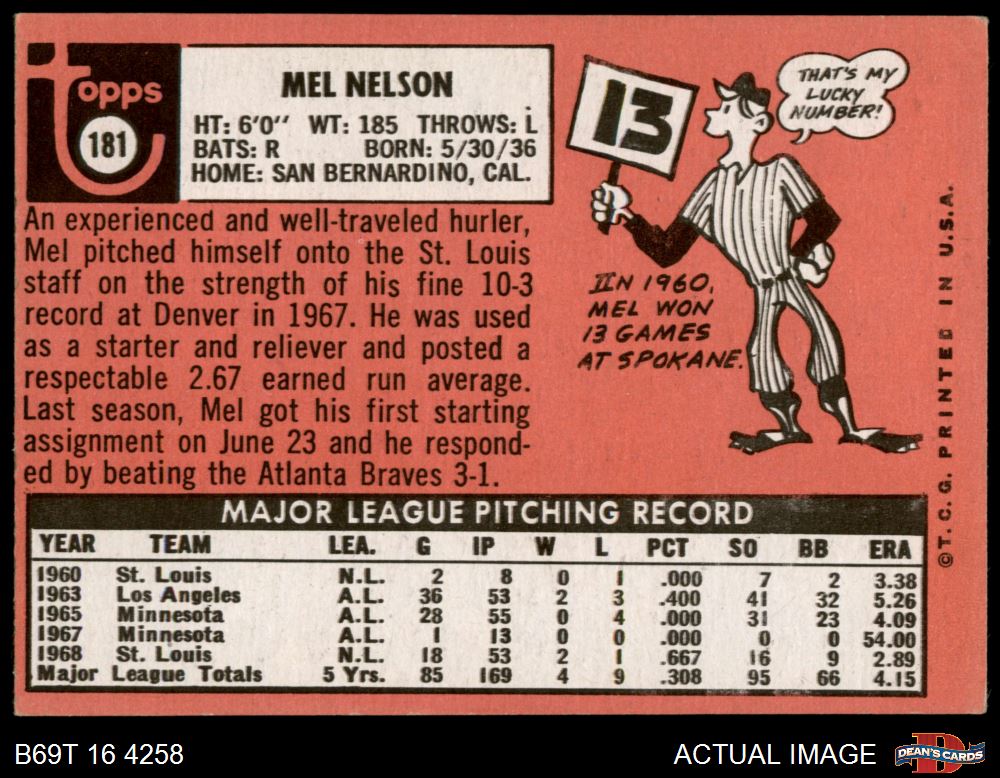 Topps
181
MEL NELSON
HT: 6'0" WT: 185 THROWS: L
BATS: R BORN: 5/30/36
HOME: SAN BERNARDINO, CAL.
An experienced and well-traveled hurler,
Mel pitched himself onto the St. Louis
staff on the strength of his fine 10-3
record at Denver in 1967. He was used
as a starter and reliever and posted a
respectable 2.67 earned run average.
Last season, Mel got his first starting
assignment on June 23 and he respond-
ed by beating the Atlanta Braves 3-1.
13
THAT'S MY
LUCKY
NUMBER!
IN 1960,
MEL WON
13 GAMES
AT SPOKANE.
© T. C. G. PRINTED IN U.S.A.
MAJOR LEAGUE PITCHING RECORD
YEAR TEAM LEA. G IP W L PCT SO BB ERA
1960 St. Louis N.L. 2 8 0 1 .000 7 2 3.38
1963 Los Angeles A.L. 36 53 2 3 .400 41 32 5.26
1965 Minnesota A.L. 28 55 0 4 .000 31 23 4.09
1967 Minnesota A.L. 1 13 0 0 .000 0 0 54.00
1968 St. Louis N.L. 18 53 2 1 .667 16 9 2.89
Major League Totals 5 Yrs. 85 169 4 9 .308 95 66 4.15
B69T 16 4258
ACTUAL IMAGE
DEAN'S CARDS